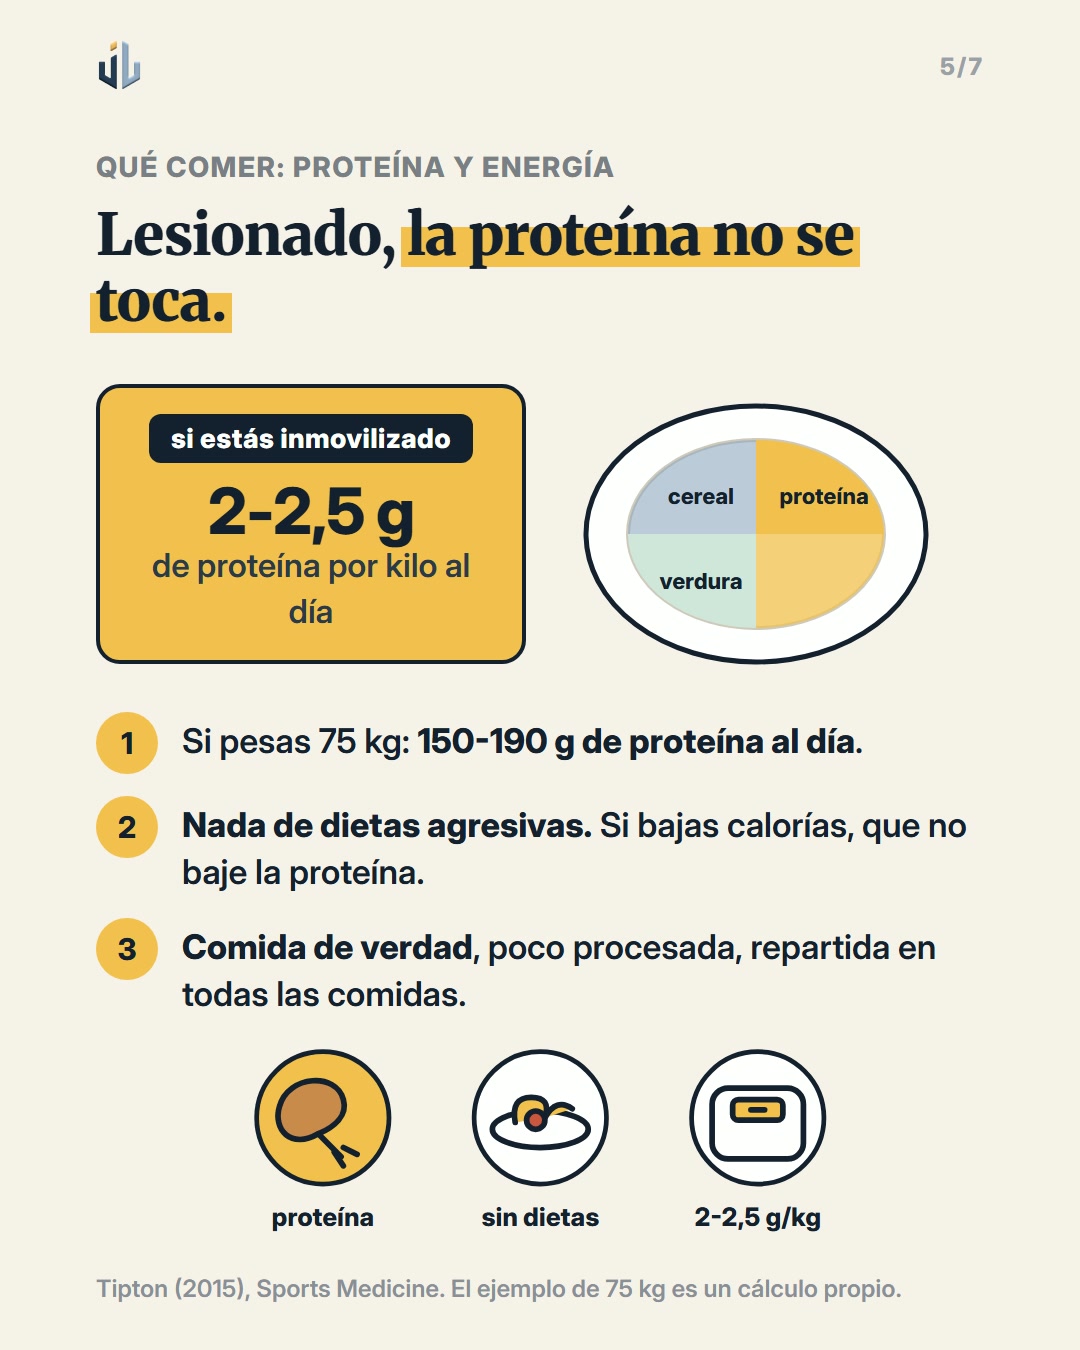 5/7
QUÉ COMER: PROTEÍNA Y ENERGÍA
Lesionado, la proteína no se
toca.
si estás inmovilizado
2-2,5 g
de proteína por kilo al
día
cereal
proteína
verdura
1
Si pesas 75 kg: 150-190 g de proteína al día.
2
Nada de dietas agresivas. Si bajas calorías, que no
baje la proteína.
3
Comida de verdad, poco procesada, repartida en
todas las comidas.
proteína
sin dietas
2-2,5 g/kg
Tipton (2015), Sports Medicine. El ejemplo de 75 kg es un cálculo propio.